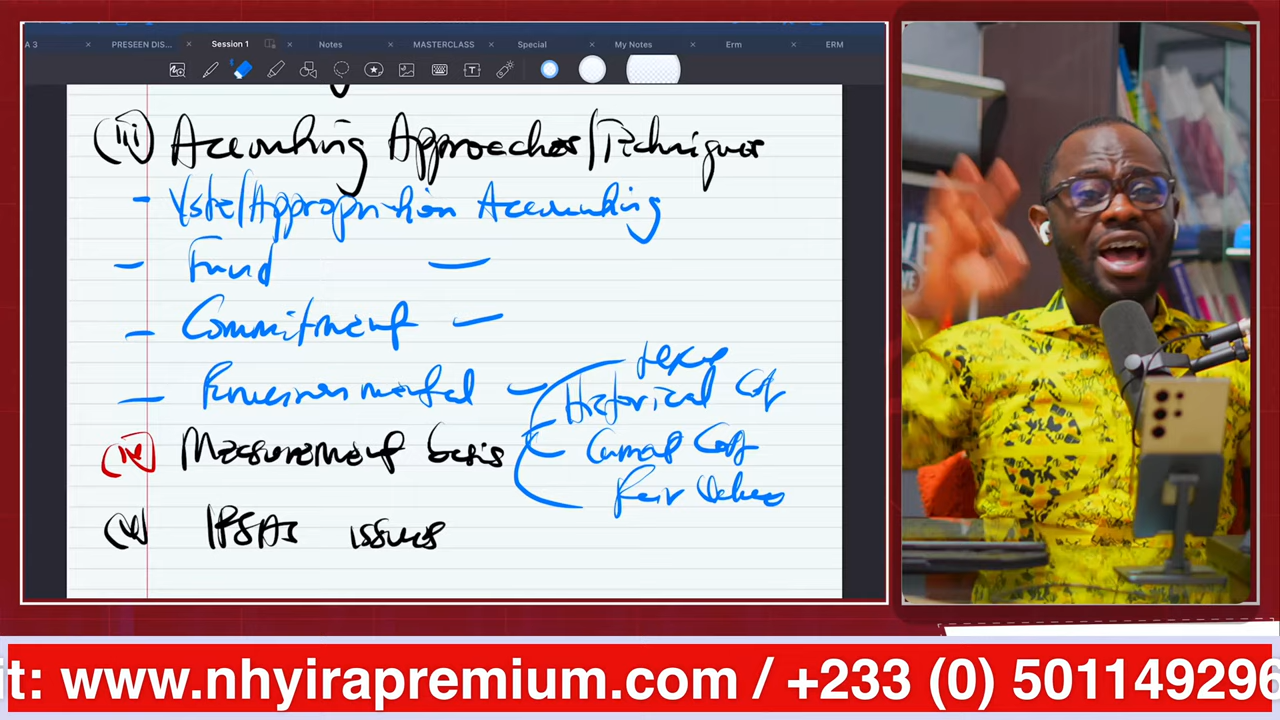 A 3
PRESEEN DIS...
Session 1
Notes
MASTERCLASS
Special
My Notes
Erm
ERM
T
(iii) Accounting Approaches/Techniques
- Vote/Appropriation Accounting
- Fund —
- Commitment —
-
Historical Cost
(iv) Measurement basis
Current Cost
Fair Values
(v) IPSAS issues
it: www.nhyirapremium.com / +233 (0) 501149296